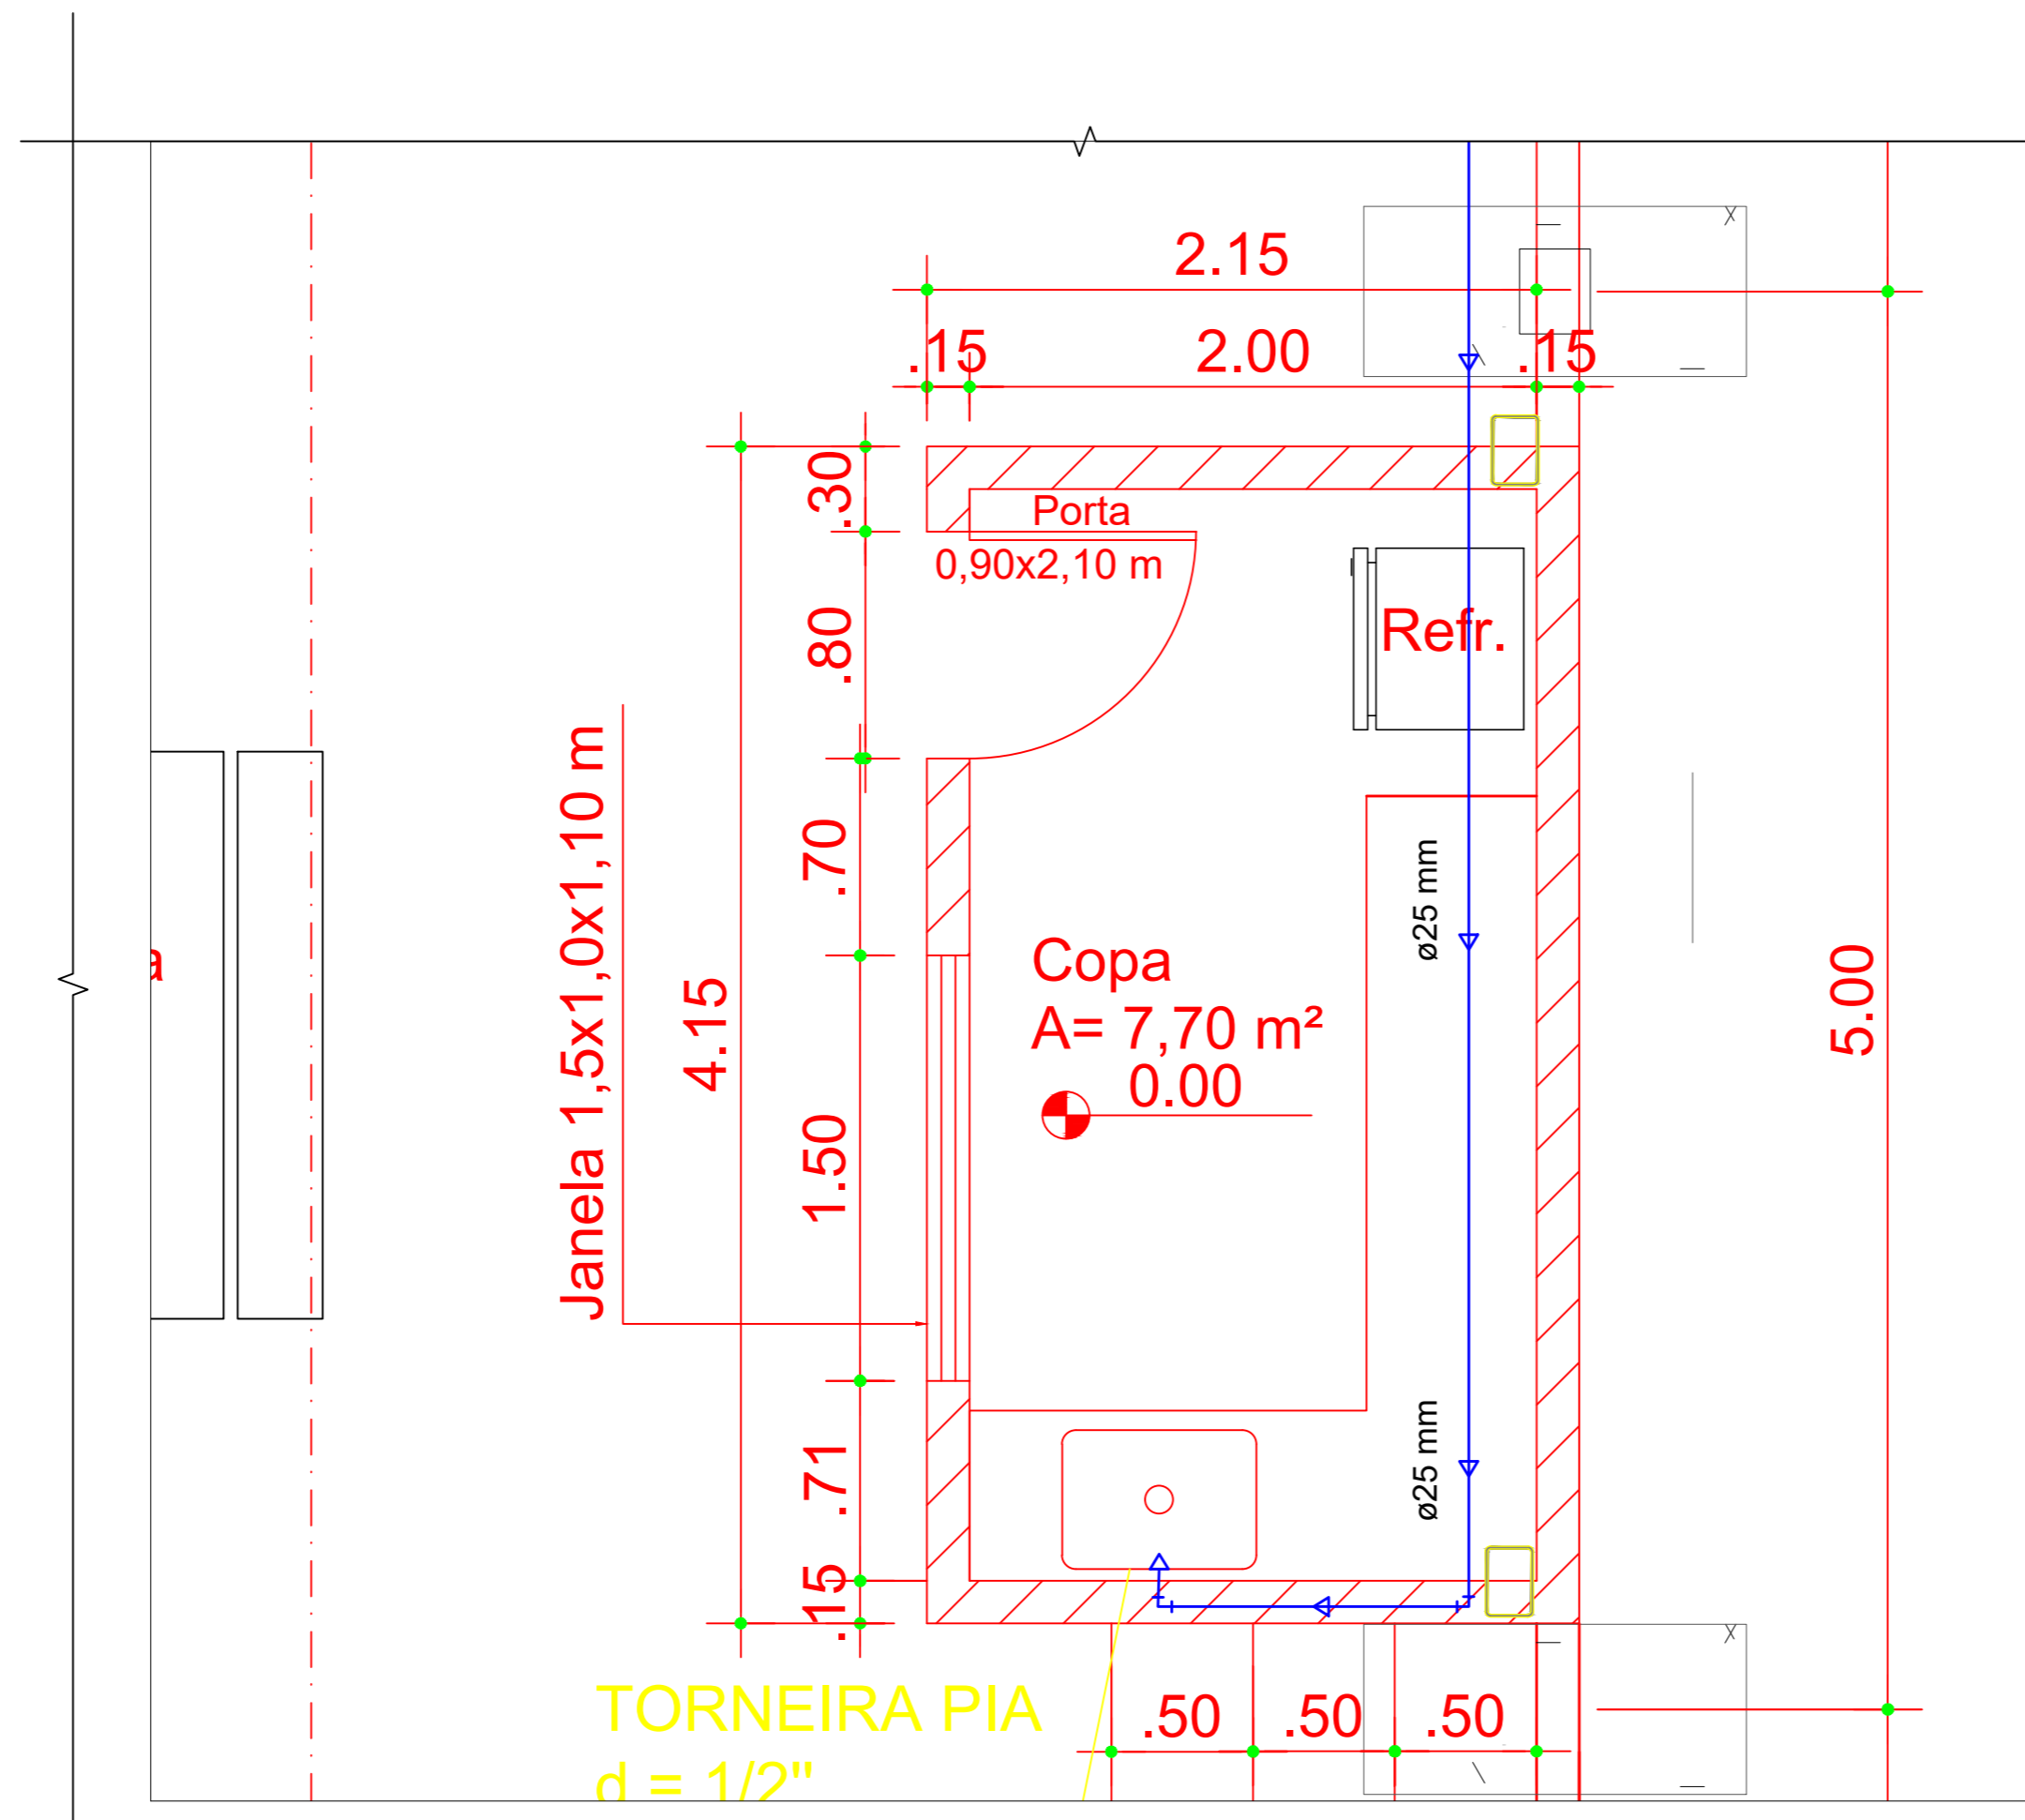 2.15
.15
2.00
.15
.30
Porta
0,90x2,10 m
.80
Refr.
Janela 1,5x1,0x1,10 m
.70
ø25 mm
a
4.15
Copa
A= 7,70 m²
0.00
5.00
1.50
.71
ø25 mm
.15
TORNEIRA PIA
d = 1/2"
.50
.50
.50